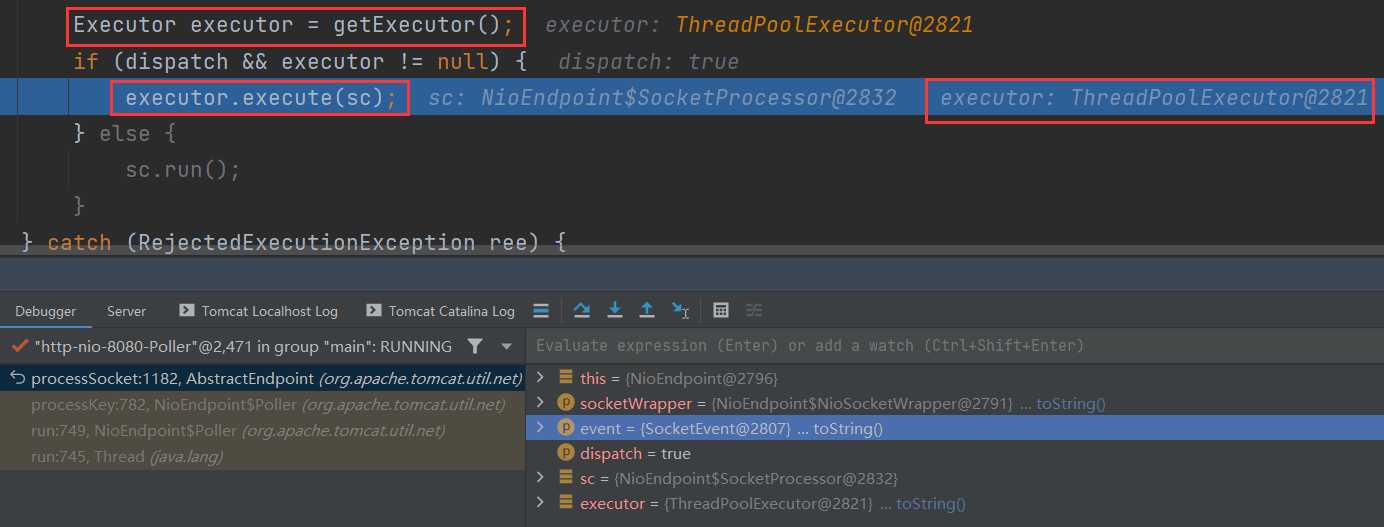 Executor executor = getExecutor(); executor: ThreadPoolExecutor@2821
if (dispatch && executor != null) { dispatch: true
executor.execute(sc); sc: NioEndpoint$SocketProcessor@2832 executor: ThreadPoolExecutor@2821
} else {
sc.run();
}
} catch (RejectedExecutionException ree) {
Debugger Server Tomcat Localhost Log Tomcat Catalina Log
"http-nio-8080-Poller"@2,471 in group "main": RUNNING
processSocket:1182, AbstractEndpoint (org.apache.tomcat.util.net)
processKey:782, NioEndpoint$Poller (org.apache.tomcat.util.net)
run:749, NioEndpoint$Poller (org.apache.tomcat.util.net)
run:745, Thread (java.lang)
Evaluate expression (Enter) or add a watch (Ctrl+Shift+Enter)
this = {NioEndpoint@2796}
socketWrapper = {NioEndpoint$NioSocketWrapper@2791} ... toString()
event = {SocketEvent@2807} ... toString()
dispatch = true
sc = {NioEndpoint$SocketProcessor@2832}
executor = {ThreadPoolExecutor@2821} ... toString()